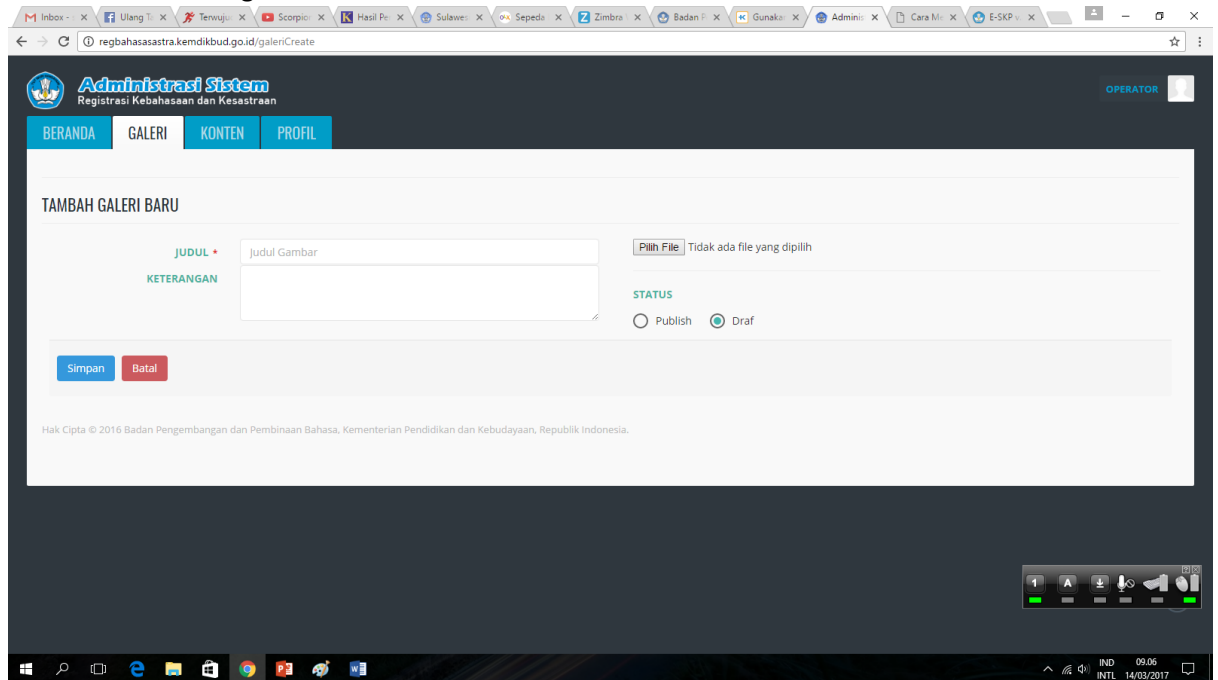 Inbox -
Ulang T
Terwuju
Scorpion
Hasil Pe
Sulawes
Sepeda
Zimbra
Badan P
Gunakan
Adminis
Cara Me
E-SKP v.
regbahasasastra.kemdikbud.go.id/galeriCreate
Administrasi Sistem
Registrasi Kebahasaan dan Kesastraan
OPERATOR
BERANDA GALERI KONTEN PROFIL
TAMBAH GALERI BARU
JUDUL * Judul Gambar
Pilih File Tidak ada file yang dipilih
KETERANGAN
STATUS
Publish Draf
Simpan Batal
Hak Cipta © 2016 Badan Pengembangan dan Pembinaan Bahasa, Kementerian Pendidikan dan Kebudayaan, Republik Indonesia.
1 A
IND 09.06
INTL 14/03/2017